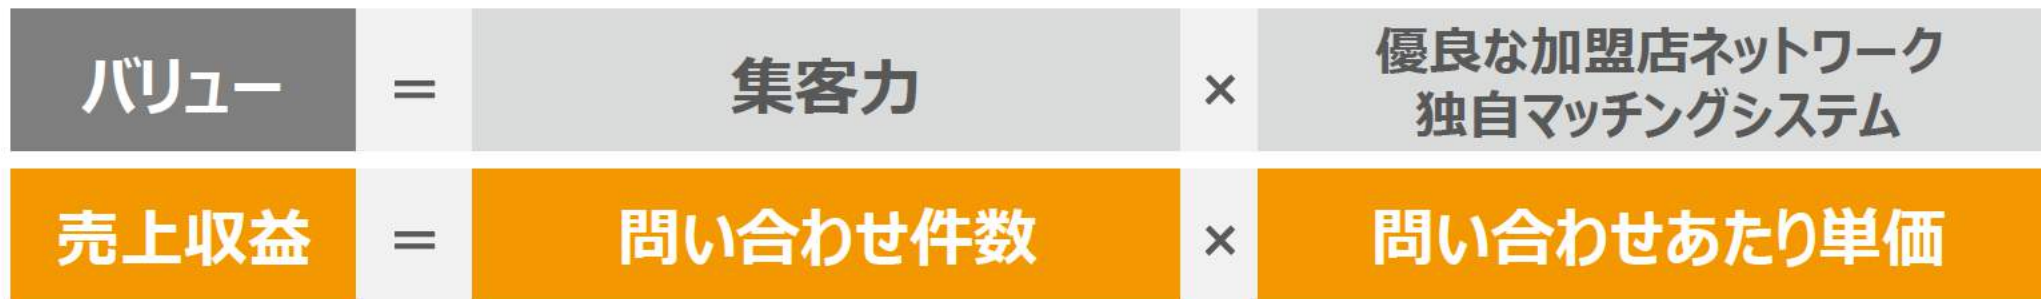 バリュー = 集客力 × 優良な加盟店ネットワーク
独自マッチングシステム
売上収益 = 問い合わせ件数 × 問い合わせあたり単価